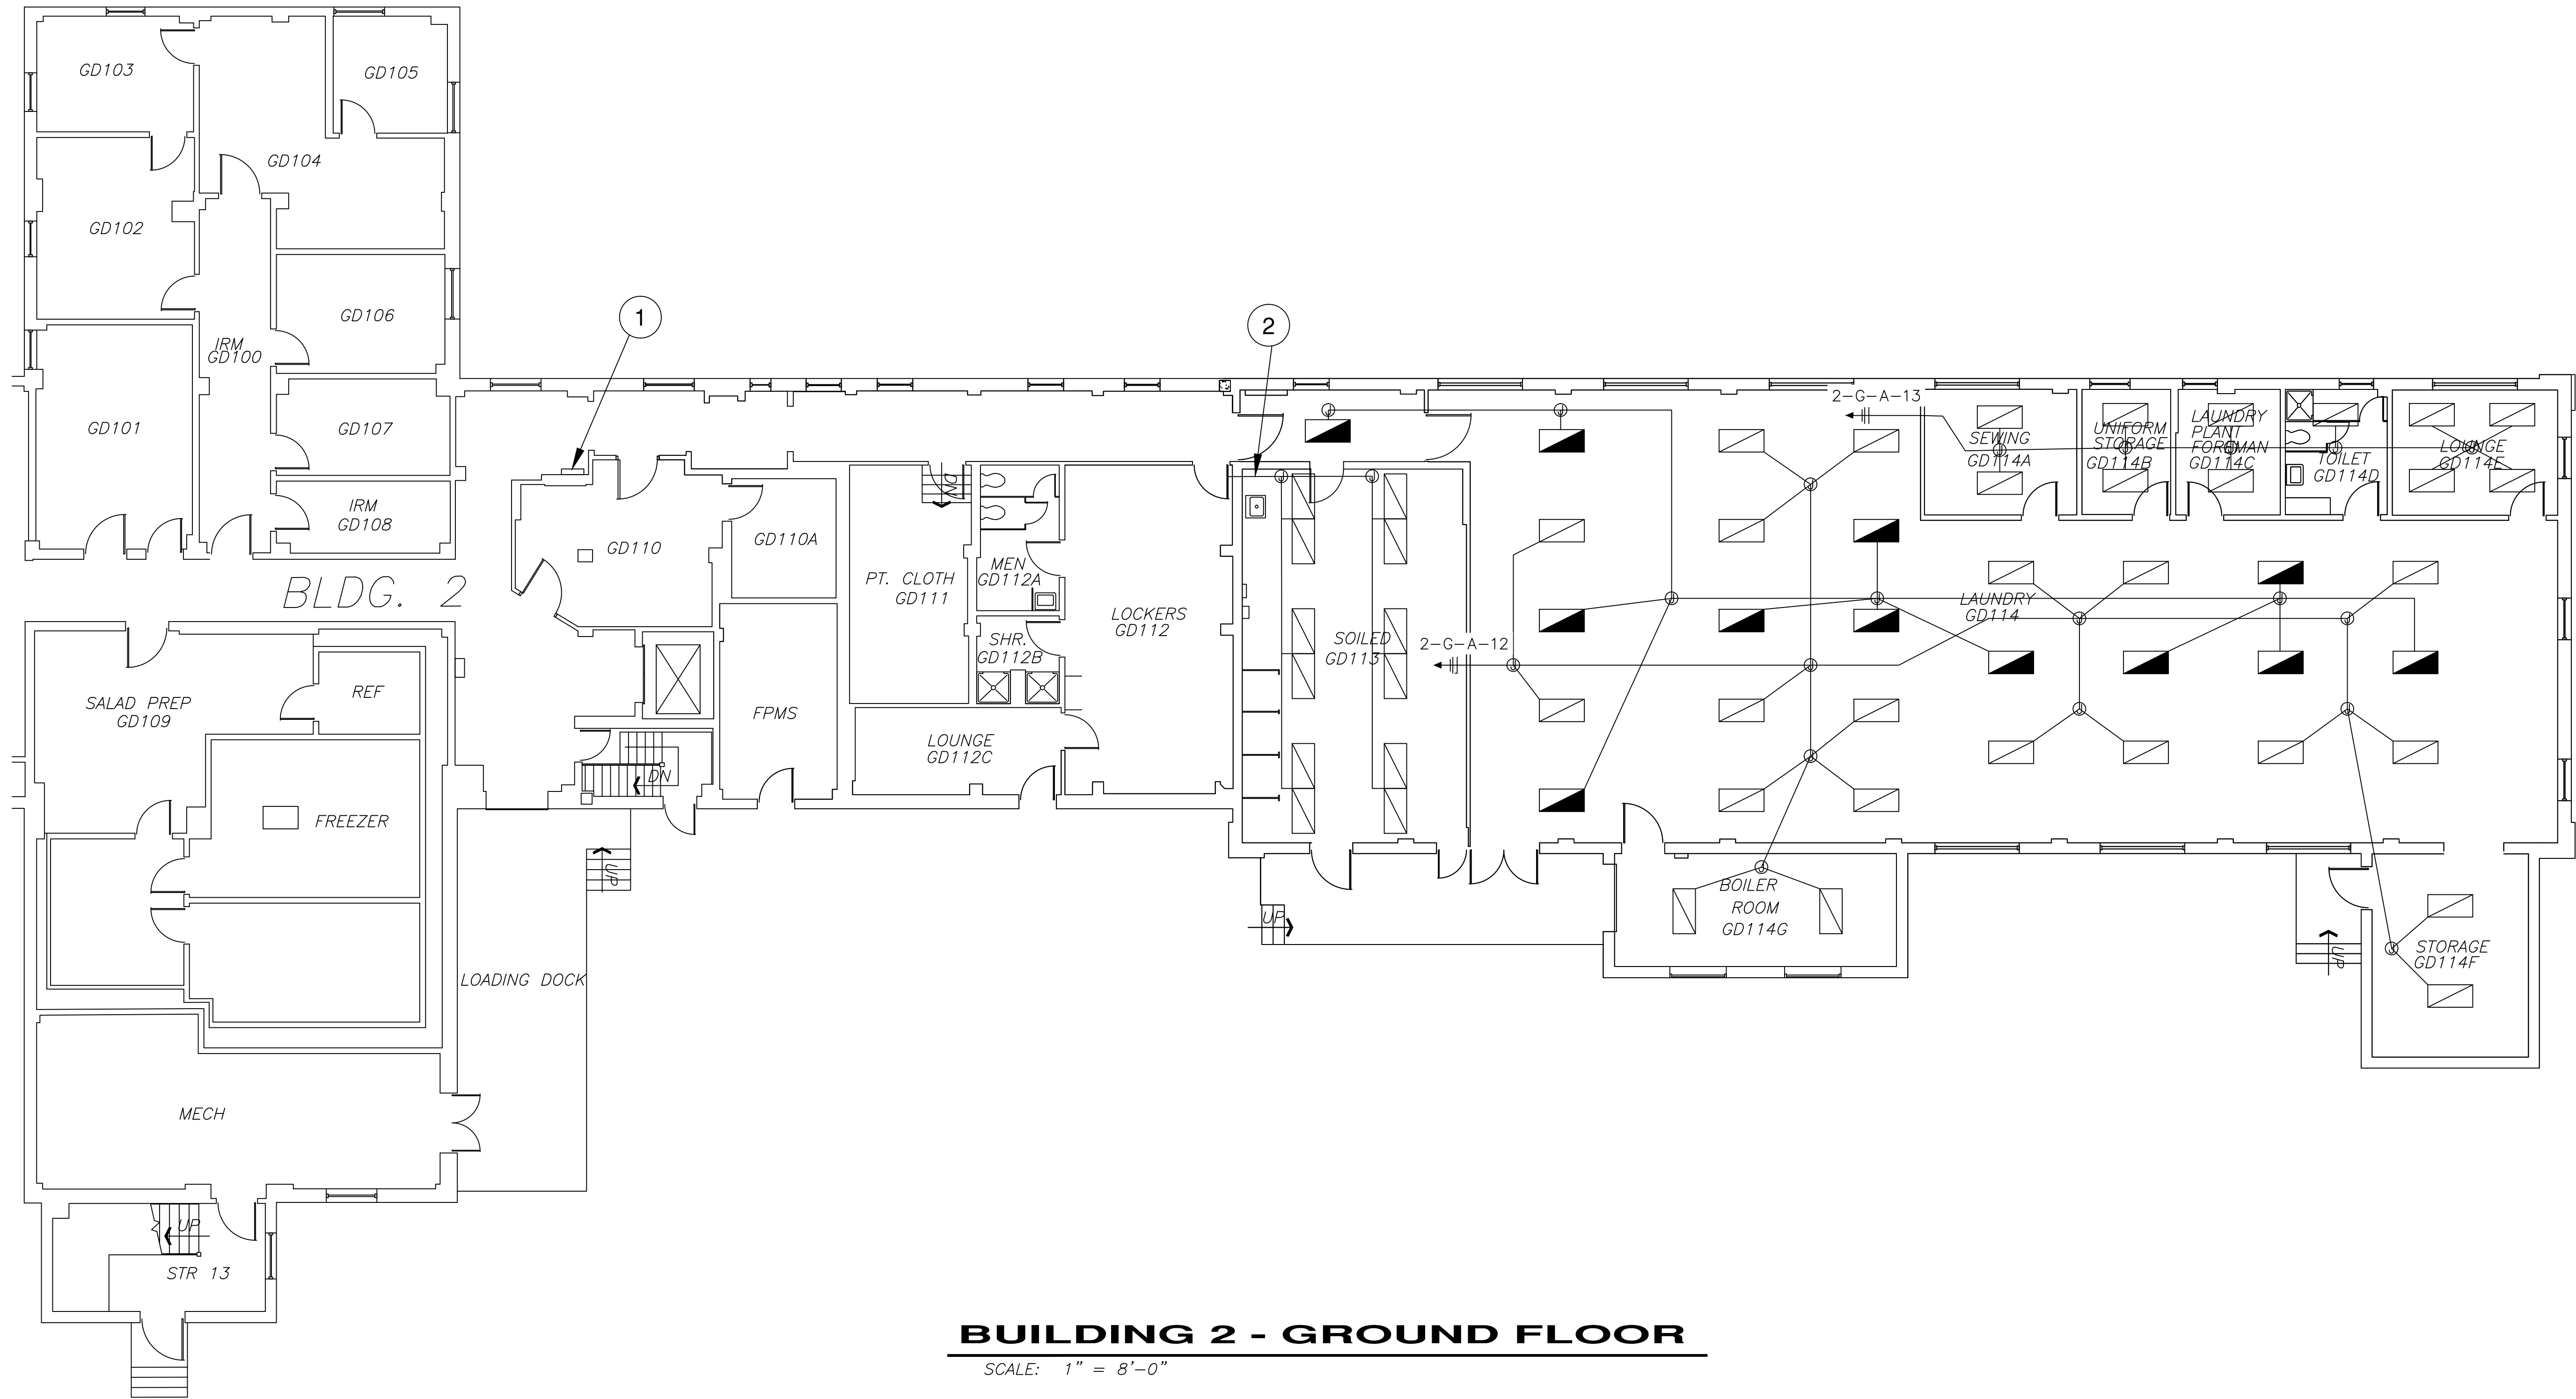 GD103
GD105
GD104
GD102
GD106
IRM
GD100
1
2
GD101
GD107
IRM
GD108
GD110
GD110A
PT. CLOTH
GD111
DN
MEN
GD112A
SHR.
GD112B
LOCKERS
GD112
LOUNGE
GD112C
FPMS
BLDG. 2
SALAD PREP
GD109
REF
FREEZER
DN
UP
LOADING DOCK
MECH
UP
STR 13
SOILED
GD113
2-G-A-12
2-G-A-13
SEWING
GD114A
UNIFORM
STORAGE
GD114B
LAUNDRY
PLANT
FOREMAN
GD114C
TOILET
GD114D
LOUNGE
GD114E
LAUNDRY
GD114
UP
BOILER
ROOM
GD114G
UP
STORAGE
GD114F
BUILDING 2 - GROUND FLOOR
SCALE: 1" = 8'-0"